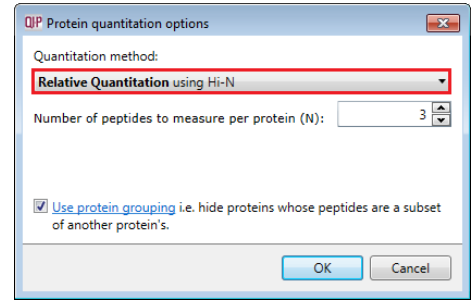 QIP Protein quantitation options
Quantitation method:
Relative Quantitation using Hi-N
Number of peptides to measure per protein (N): 3
Use protein grouping i.e. hide proteins whose peptides are a subset
of another protein's.
OK Cancel